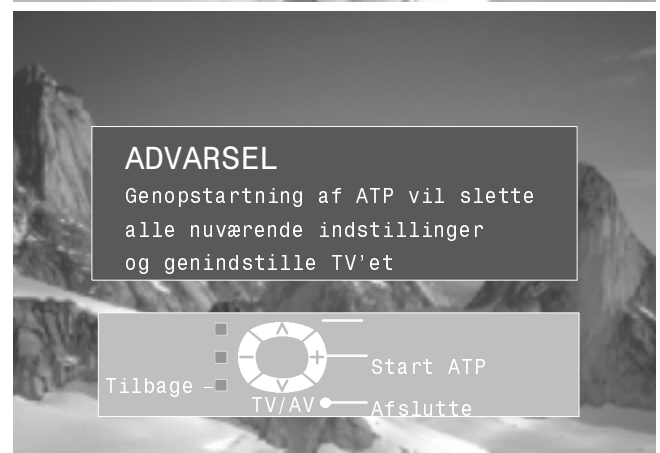 ADVARSEL
Genopstartning af ATP vil slette
alle nuværende indstillinger
og genindstille TV'et
Start ATP
Tilbage
TV/AV
Afslutte